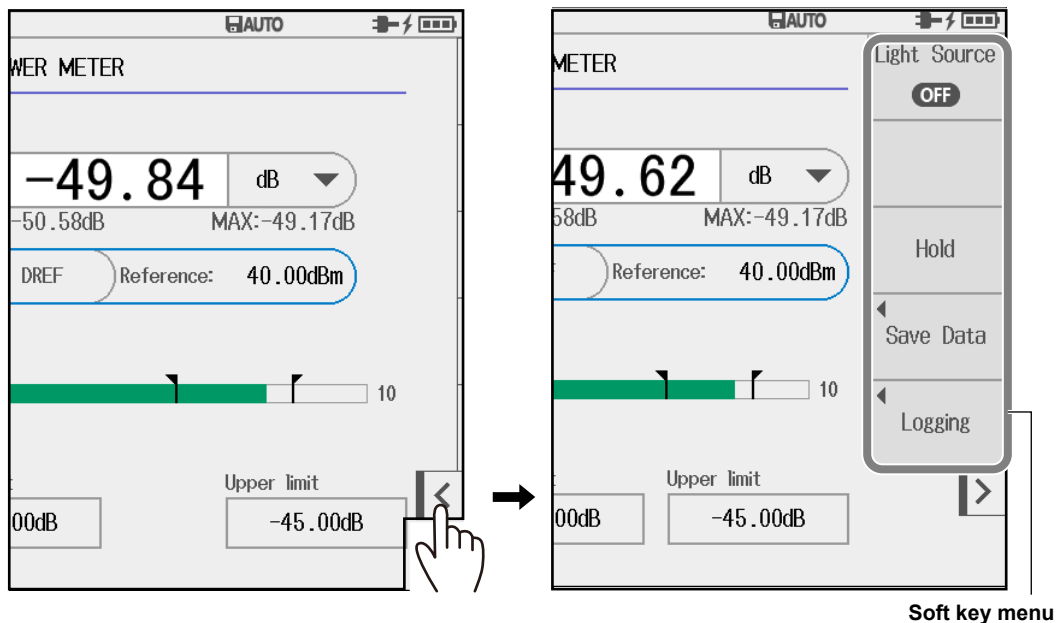 AUTO
WER METER
-49.84 dB
-50.58dB MAX:-49.17dB
DREF Reference: 40.00dBm
10
Upper limit
00dB -45.00dB
AUTO
METER
49.62 dB
58dB MAX:-49.17dB
Reference: 40.00dBm
10
Upper limit
00dB -45.00dB
Light Source
OFF
Hold
Save Data
Logging
Soft key menu